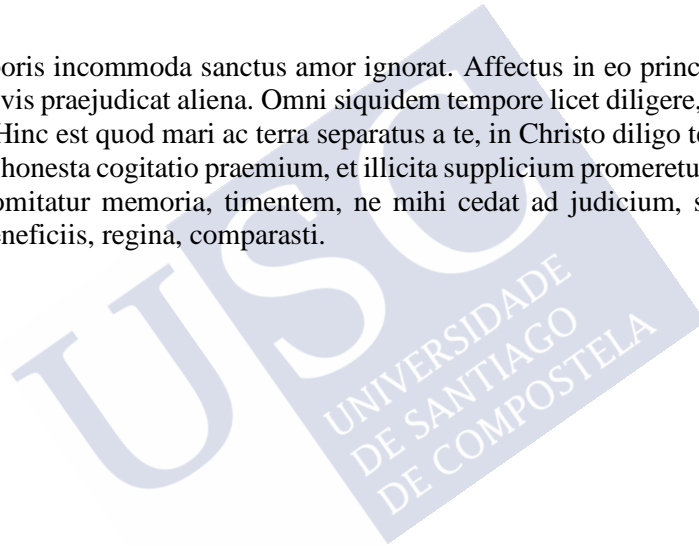 oris incommoda sanctus amor ignorat. Affectus in eo princ
vis praejudicat aliena. Omni siquidem tempore licet diligere,
Hinc est quod mari ac terra separatus a te, in Christo diligo te
honesta cogitatio praemium, et illicita supplicium promeretu
omitatur memoria, timentem, ne mihi cedat ad judicium, s
neficiis, regina, comparasti.
USC
UNIVERSIDADE
DE SANTIAGO
DE COMPOSTELA